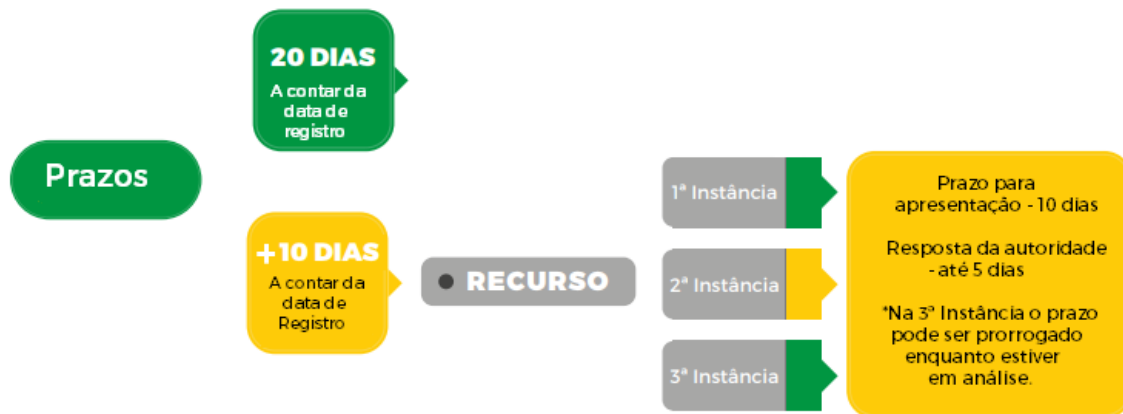 Prazos
20 DIAS
A contar da
data de
registro
+10 DIAS
A contar da
data de
Registro
• RECURSO
1ª Instância
2ª Instância
3ª Instância
Prazo para
apresentação - 10 dias
Resposta da autoridade
- até 5 dias
*Na 3ª Instância o prazo
pode ser prorrogado
enquanto estiver
em análise.